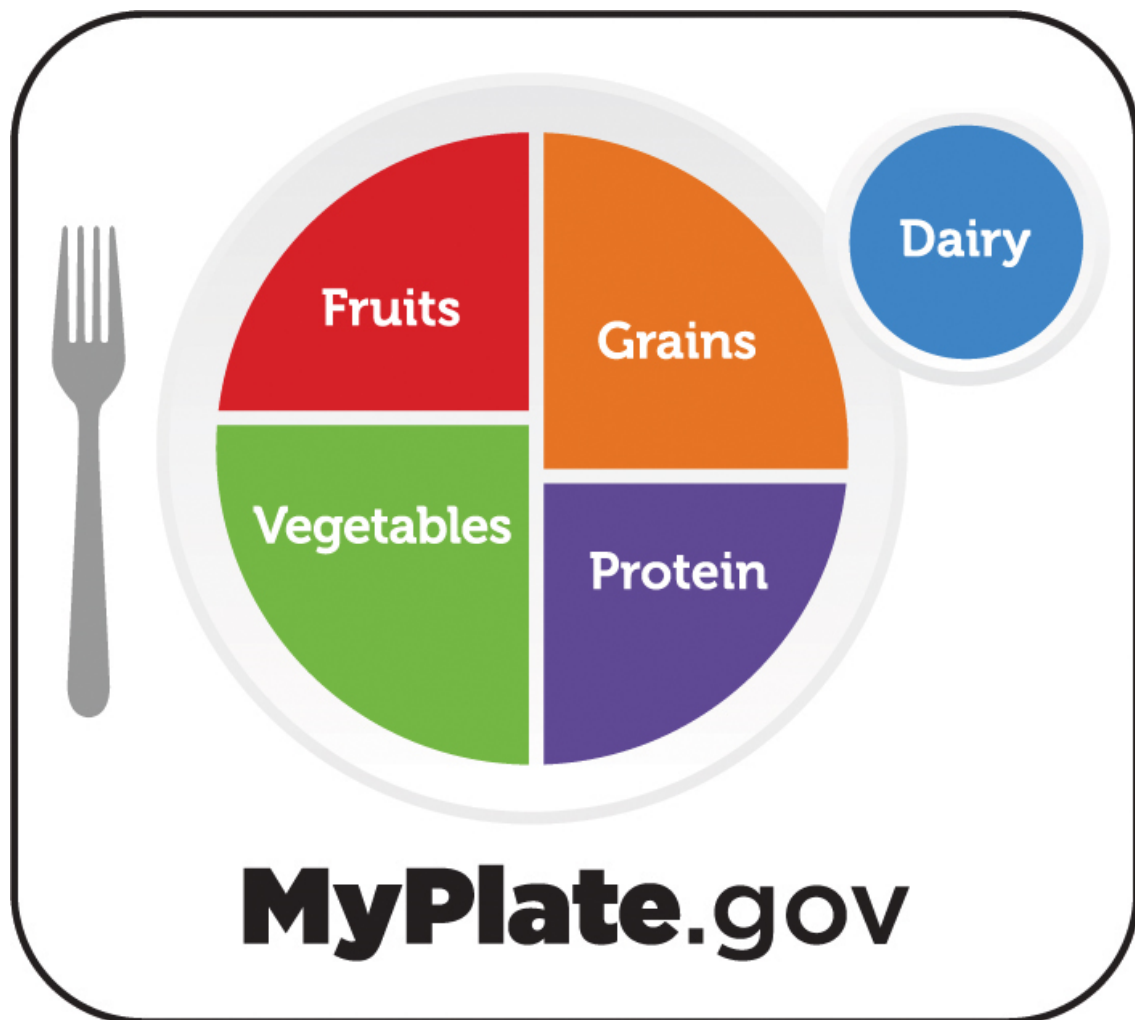 Fruits
Grains
Dairy
Vegetables
Protein
MyPlate.gov